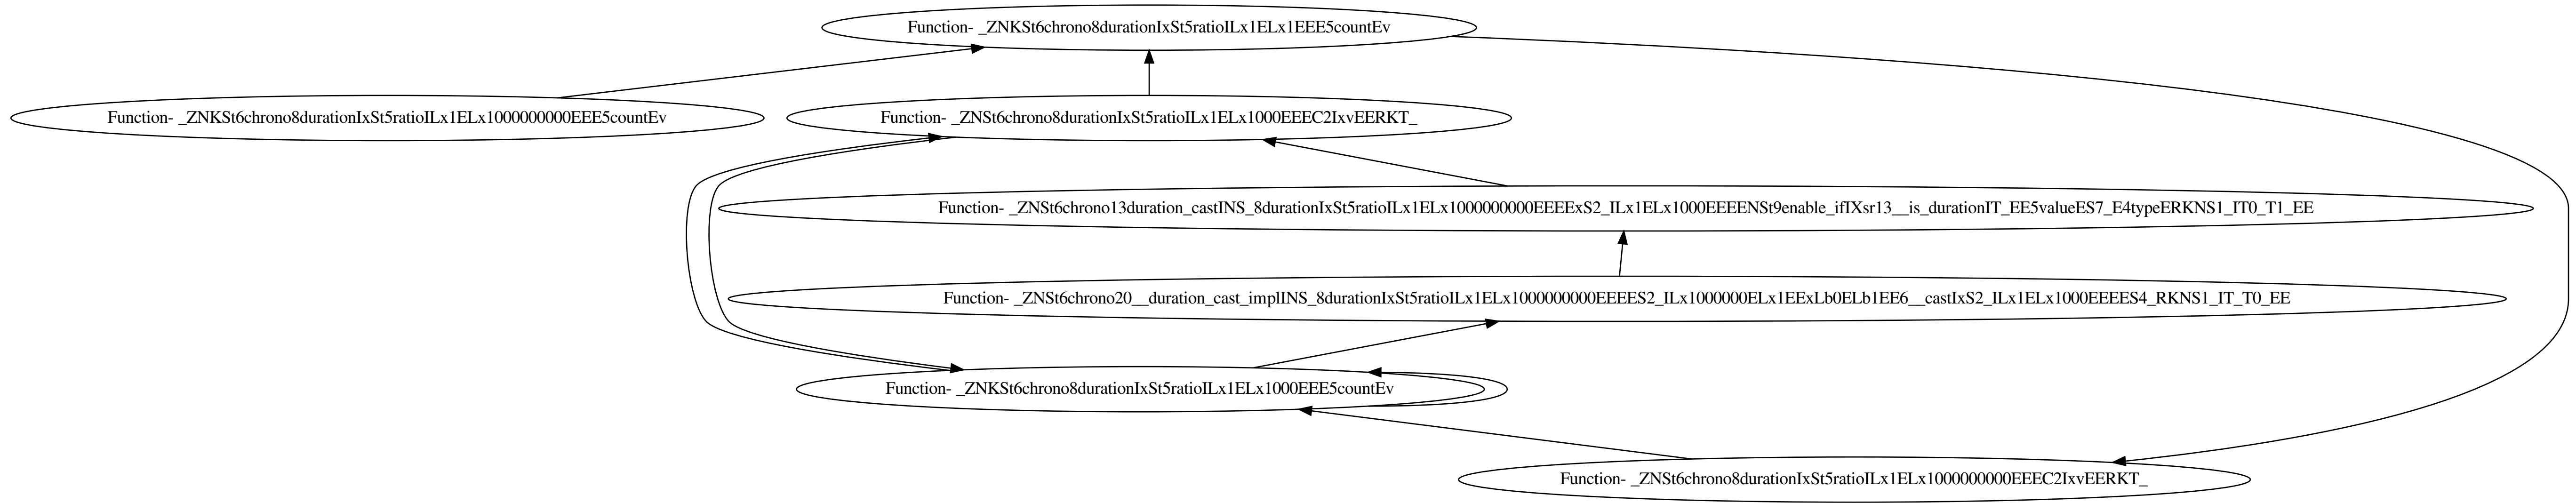 Function- _ZNKSt6chrono8durationIxSt5ratioILx1ELx1EEE5countEv
Function- _ZNKSt6chrono8durationIxSt5ratioILx1ELx1000000000EEE5countEv
Function- _ZNSt6chrono8durationIxSt5ratioILx1ELx1000EEEC2IxvEERKT_
Function- _ZNSt6chrono13duration_castINS_8durationIxSt5ratioILx1ELx1000000000EEEExS2_ILx1ELx1000EEEENSt9enable_ifIXsr13__is_durationIT_EE5valueES7_E4typeERKNS1_IT0_T1_EE
Function- _ZNSt6chrono20__duration_cast_implINS_8durationIxSt5ratioILx1ELx1000000000EEEES2_ILx1000000ELx1EExLb0ELb1EE6__castIxS2_ILx1ELx1000EEEES4_RKNS1_IT_T0_EE
Function- _ZNKSt6chrono8durationIxSt5ratioILx1ELx1000EEE5countEv
Function- _ZNSt6chrono8durationIxSt5ratioILx1ELx1000000000EEEC2IxvEERKT_